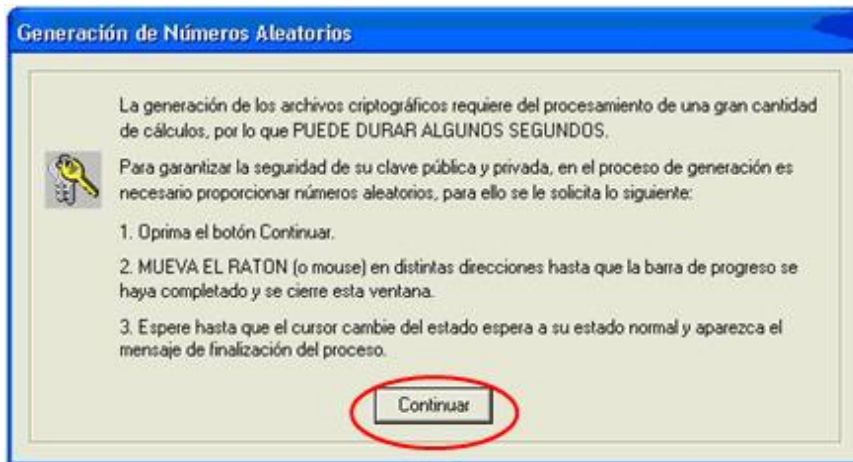 Generación de Números Aleatorios
La generación de los archivos criptográficos requiere del procesamiento de una gran cantidad
de cálculos, por lo que PUEDE DURAR ALGUNOS SEGUNDOS.
Para garantizar la seguridad de su clave pública y privada, en el proceso de generación es
necesario proporcionar números aleatorios, para ello se le solicita lo siguiente:
1. Oprima el botón Continuar.
2. MUEVA EL RATON (o mouse) en distintas direcciones hasta que la barra de progreso se
haya completado y se cierre esta ventana.
3. Espere hasta que el cursor cambie del estado espera a su estado normal y aparezca el
mensaje de finalización del proceso.
Continuar